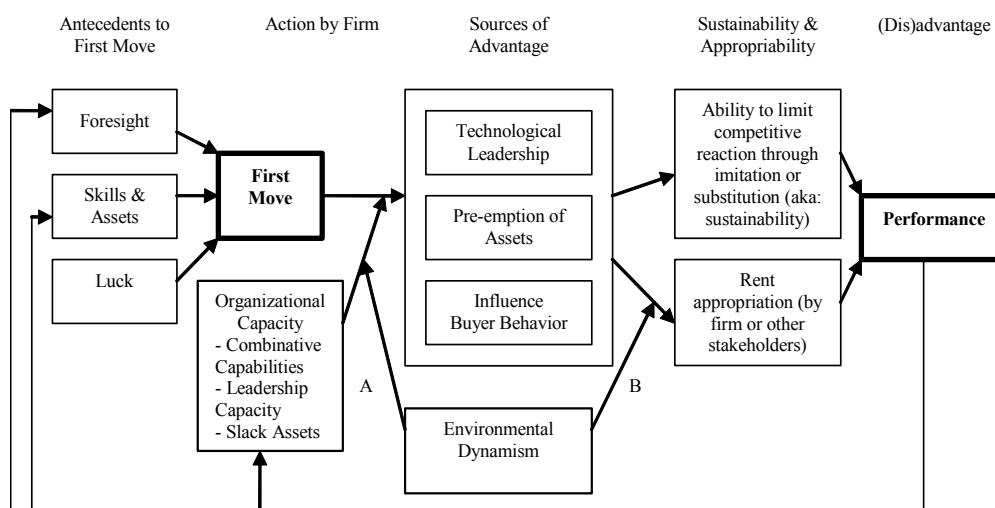 Antecedents to
First Move
Action by Firm
Sources of
Advantage
Sustainability &
Appropriability
(Dis)advantage
Foresight
Skills &
Assets
Luck
First
Move
Organizational
Capacity
- Combinative
Capabilities
- Leadership
Capacity
- Slack Assets
Technological
Leadership
Pre-emption of
Assets
Influence
Buyer Behavior
A
Environmental
Dynamism
B
Ability to limit
competitive
reaction through
imitation or
substitution (aka:
sustainability)
Rent
appropriation (by
firm or other
stakeholders)
Performance